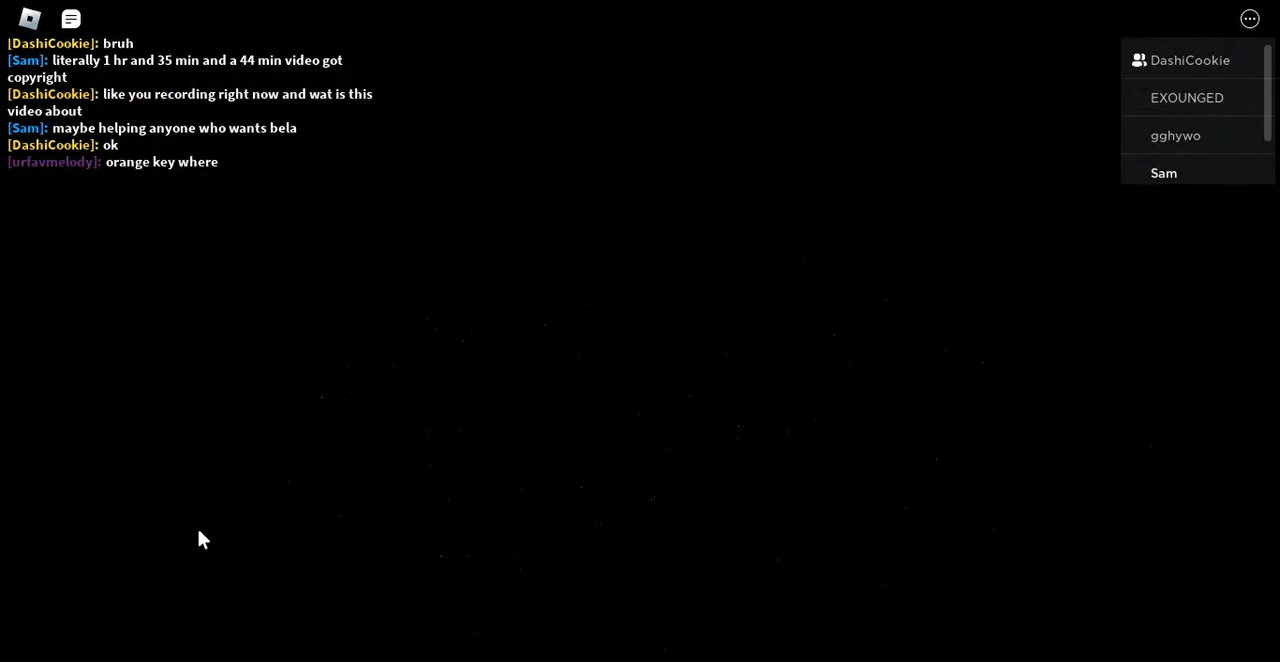 [DashiCookie]: bruh
[Sam]: literally 1 hr and 35 min and a 44 min video got
copyright
[DashiCookie]: like you recording right now and wat is this
video about
[Sam]: maybe helping anyone who wants bela
[DashiCookie]: ok
[urfavmelody]: orange key where
DashiCookie
EXOUNGED
gghywo
Sam